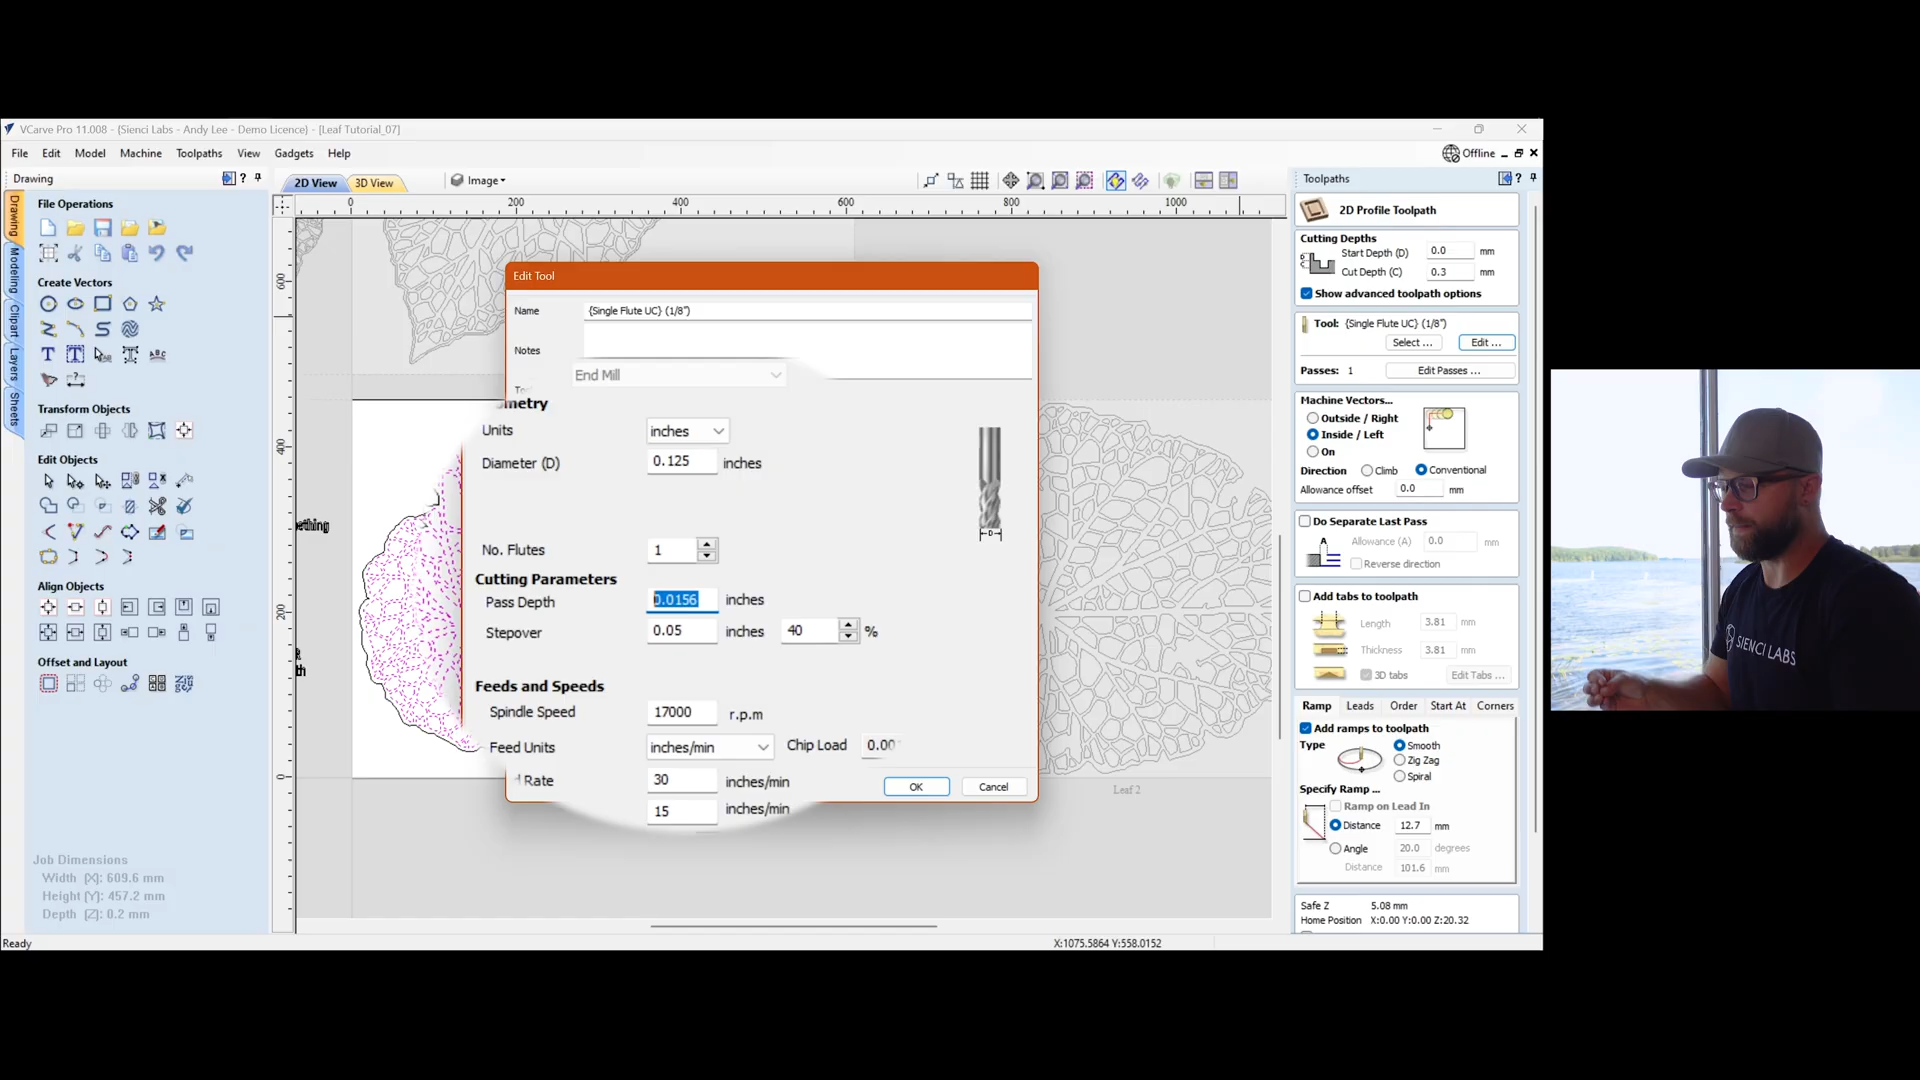 VCarve Pro 11.008 - {Sienci Labs - Andy Lee - Demo Licence} - [Leaf Tutorial_07]
File Edit Model Machine Toolpaths View Gadgets Help
Offline
Drawing
2D View 3D View Image
Toolpaths
Drawing
Modeling
Clipart
Layers
Sheets
File Operations
Create Vectors
Transform Objects
Edit Objects
Align Objects
Offset and Layout
Job Dimensions
Width (X): 609.6 mm
Height (Y): 457.2 mm
Depth (Z): 0.2 mm
Ready
0 200 400 600 800 1000
600
400
200
0
Leaf 2
X:1075.5864 Y:558.0152
Edit Tool
Name {Single Flute UC} (1/8")
Notes
End Mill
Units inches
Diameter (D) 0.125 inches
D
No. Flutes 1
Cutting Parameters
Pass Depth 0.0156 inches
Stepover 0.05 inches 40 %
Feeds and Speeds
Spindle Speed 17000 r.p.m
Feed Units inches/min Chip Load 0.00
Rate 30 inches/min
15 inches/min
OK Cancel
2D Profile Toolpath
Cutting Depths
Start Depth (D) 0.0 mm
Cut Depth (C) 0.3 mm
Show advanced toolpath options
Tool: {Single Flute UC} (1/8")
Select ... Edit ...
Passes: 1 Edit Passes ...
Machine Vectors...
Outside / Right
Inside / Left
On
Direction Climb Conventional
Allowance offset 0.0 mm
Do Separate Last Pass
A Allowance (A) 0.0 mm
Reverse direction
Add tabs to toolpath
Length 3.81 mm
Thickness 3.81 mm
3D tabs Edit Tabs ...
Ramp Leads Order Start At Corners
Add ramps to toolpath
Type Smooth
Zig Zag
Spiral
Specify Ramp ...
Ramp on Lead In
Distance 12.7 mm
Angle 20.0 degrees
Distance 101.6 mm
Safe Z 5.08 mm
Home Position X:0.00 Y:0.00 Z:20.32
SIENCI LABS